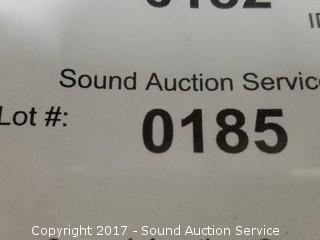 Sound Auction Service
Lot #: 0185
Copyright 2017 - Sound Auction Service